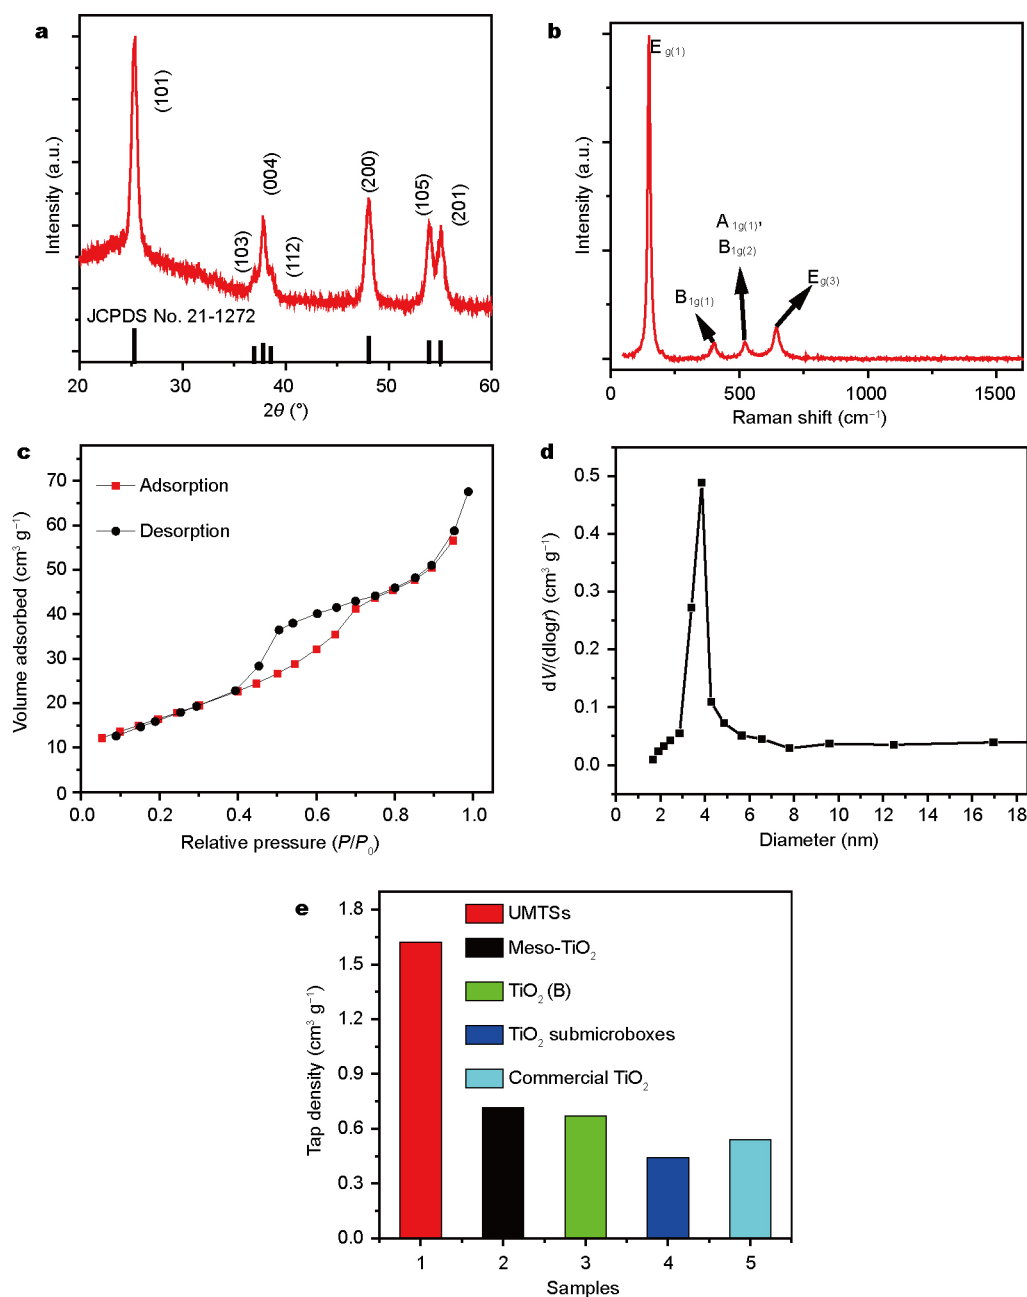 a
Intensity (a.u.)
(101)
(103)
(004)
(112)
(200)
(105)
(201)
JCPDS No. 21-1272
20 30 40 50 60
2θ (°)
b
Intensity (a.u.)
E g(1)
B1g(1)
A 1g(1),
B1g(2)
Eg(3)
0 500 1000 1500
Raman shift (cm⁻¹)
c
Volume adsorbed (cm³ g⁻¹)
70
60
50
40
30
20
10
0
Adsorption
Desorption
0.0 0.2 0.4 0.6 0.8 1.0
Relative pressure (P/P₀)
d
dV/(dlogr) (cm³ g⁻¹)
0.5
0.4
0.3
0.2
0.1
0.0
0 2 4 6 8 10 12 14 16 18
Diameter (nm)
e
Tap density (cm³ g⁻¹)
1.8
1.5
1.2
0.9
0.6
0.3
0.0
UMTSs
Meso-TiO₂
TiO₂ (B)
TiO₂ submicroboxes
Commercial TiO₂
1 2 3 4 5
Samples